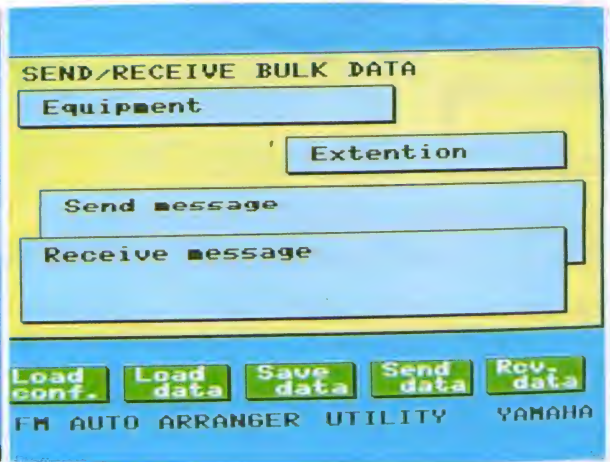 SEND/RECEIVE BULK DATA
Equipment
Extention
Send message
Receive message
Load conf.
Load data
Save data
Send data
Rcv. data
FM AUTO ARRANGER UTILITY YAMAHA